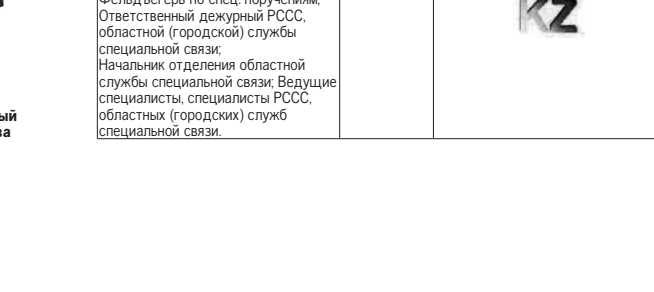 Фельдъегерь по спец. поручениям;
Ответственный дежурный РССС,
областной (городской) службы
специальной связи;
Начальник отделения областной
службы специальной связи; Ведущие
специалисты, специалисты РССС,
областных (городских) служб
специальной связи.
KZ